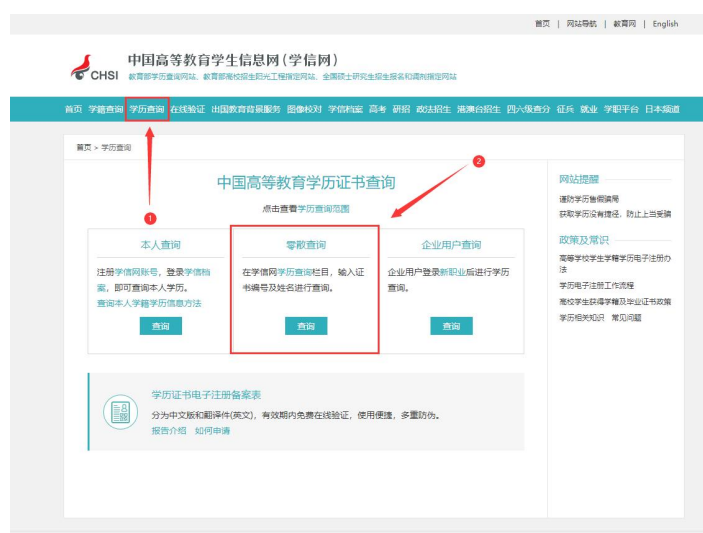 首页 | 网站导航 | 教育网 | English
中国高等教育学生信息网(学信网)
CHSI 教育部学历查询网站、教育部高校招生阳光工程指定网站、全国硕士研究生招生报名和调剂指定网站
首页 学籍查询 学历查询 在线验证 出国教育背景服务 图像校对 学信档案 高考 研招 政法招生 港澳台招生 四六级查分 征兵 就业 学职平台 日本频道
首页 > 学历查询
2
中国高等教育学历证书查询
点击查看学历查询范围
1
本人查询
注册学信网账号，登录学信档
案，即可查询本人学历。
查询本人学籍学历信息方法
查询
零散查询
在学信网学历查询栏目，输入证
书编号及姓名进行查询。
查询
企业用户查询
企业用户登录新职业后进行学历
查询。
查询
学历证书电子注册备案表
分为中文版和翻译件(英文)，有效期内免费在线验证，使用便捷，多重防伪。
报告介绍 如何申请
网站提醒
谨防学历售假骗局
获取学历没有捷径，防止上当受骗
政策及常识
高等学校学生学籍学历电子注册办
法
学历电子注册工作流程
高校学生获得学籍及毕业证书政策
学历相关知识 常见问题